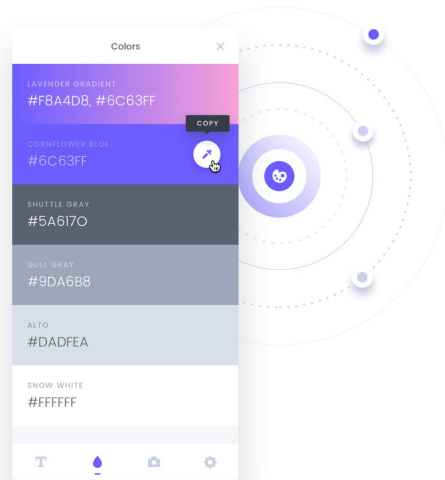 Colors
LAVENDER GRADIENT
#F8A4D8, #6C63FF
COPY
CORNFLOWER BLUE
#6C63FF
SHUTTLE GRAY
#5A6170
GULL GRAY
#9DA6B8
ALTO
#DADFEA
SNOW WHITE
#FFFFFF
T